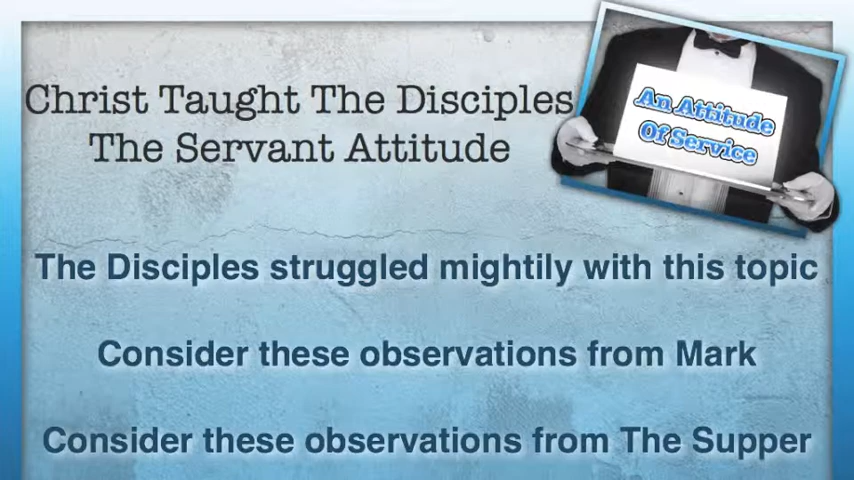 Christ Taught The Disciples
The Servant Attitude
An Attitude
Of Service
The Disciples struggled mightily with this topic
Consider these observations from Mark
Consider these observations from The Supper